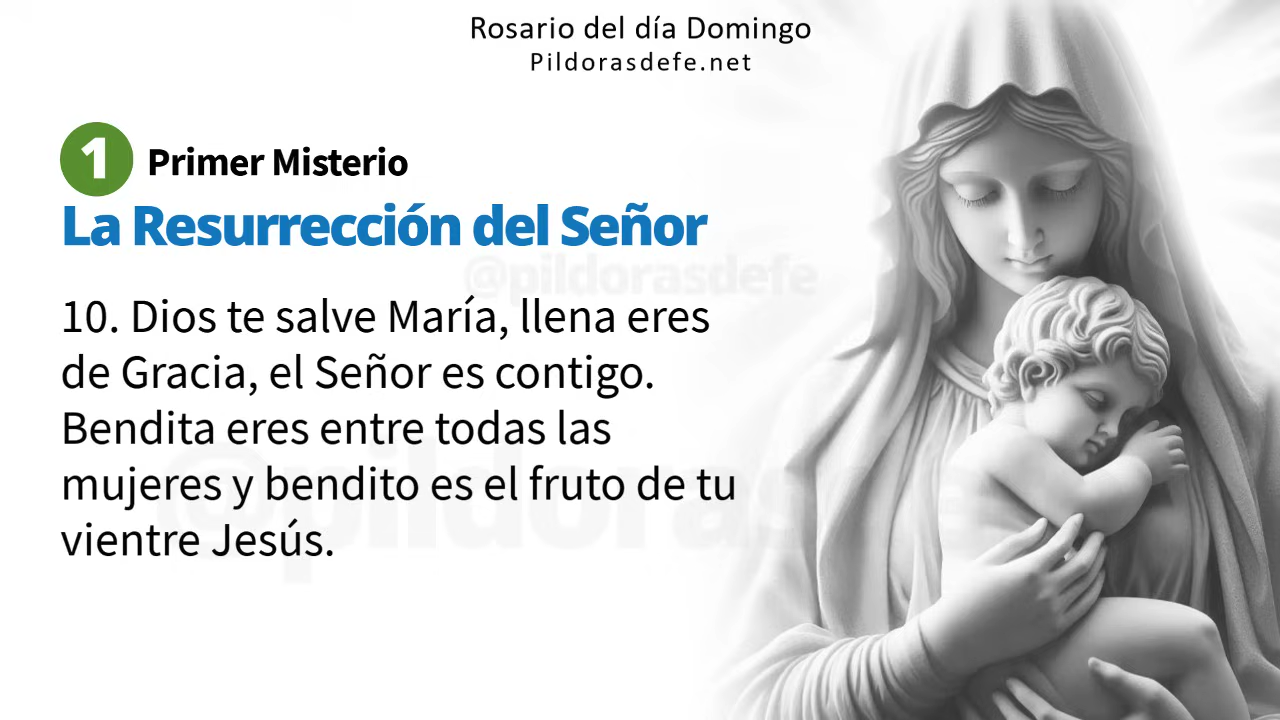 Rosario del día Domingo
Pildorasdefe.net
1 Primer Misterio
La Resurrección del Señor
@pildorasdefe
10. Dios te salve María, llena eres
de Gracia, el Señor es contigo.
Bendita eres entre todas las
mujeres y bendito es el fruto de tu
vientre Jesús.
@pildorasdefe